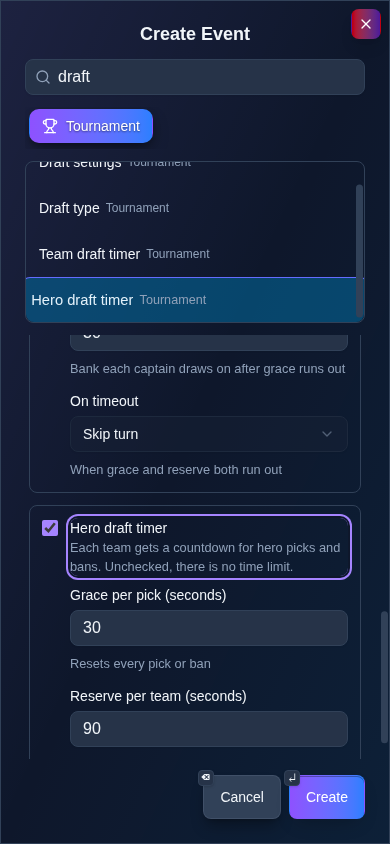 Create Event
draft
Tournament
Draft settings Tournament
Draft type Tournament
Team draft timer Tournament
Hero draft timer Tournament
Bank each captain draws on after grace runs out
On timeout
Skip turn
When grace and reserve both run out
Hero draft timer
Each team gets a countdown for hero picks and
bans. Unchecked, there is no time limit.
Grace per pick (seconds)
30
Resets every pick or ban
Reserve per team (seconds)
90
Cancel
Create